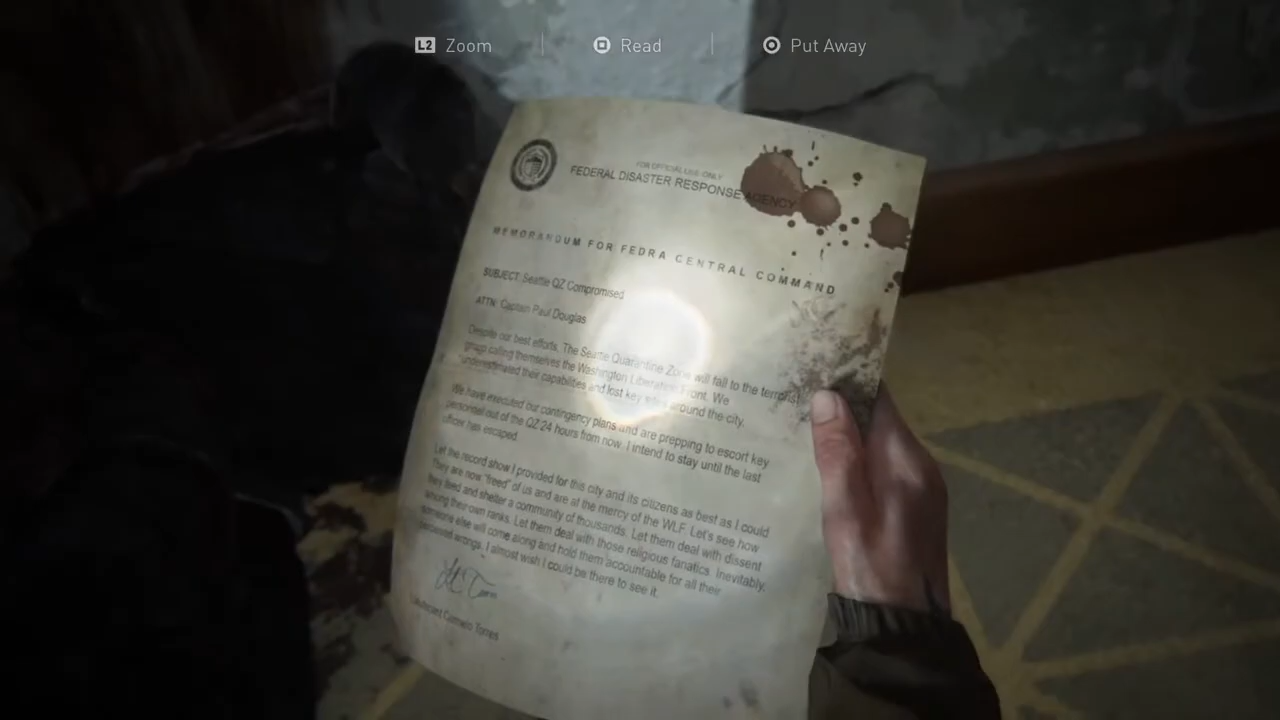 L2 Zoom | Read | Put Away
FOR OFFICIAL USE ONLY
FEDERAL DISASTER RESPONSE AGENCY
MEMORANDUM FOR FEDRA CENTRAL COMMAND
SUBJECT: Seattle QZ Compromised
ATTN: Captain Paul Douglas
Despite our best efforts, The Seattle Quarantine Zone will fall to the terrorist
group calling themselves the Washington Liberation Front. We
underestimated their capabilities and lost key sites around the city.
We have executed our contingency plans and are prepping to escort key
personnel out of the QZ 24 hours from now. I intend to stay until the last
officer has escaped.
Let the record show I provided for this city and its citizens as best as I could
They are now "freed" of us and are at the mercy of the WLF. Let's see how
they feed and shelter a community of thousands. Let them deal with dissent
among their own ranks. Let them deal with those religious fanatics. Inevitably,
someone else will come along and hold them accountable for all their
perceived wrongs. I almost wish I could be there to see it.
Lieutenant Carmelo Torres